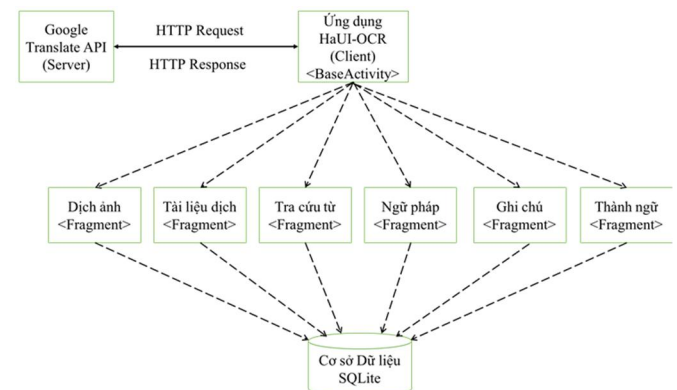 Google
Translate API
(Server)
HTTP Request
HTTP Response
Ứng dụng
HaUI-OCR
(Client)
<BaseActivity>
Dịch ảnh
<Fragment>
Tài liệu dịch
<Fragment>
Tra cứu từ
<Fragment>
Ngữ pháp
<Fragment>
Ghi chú
<Fragment>
Thành ngữ
<Fragment>
Cơ sở Dữ liệu
SQLite